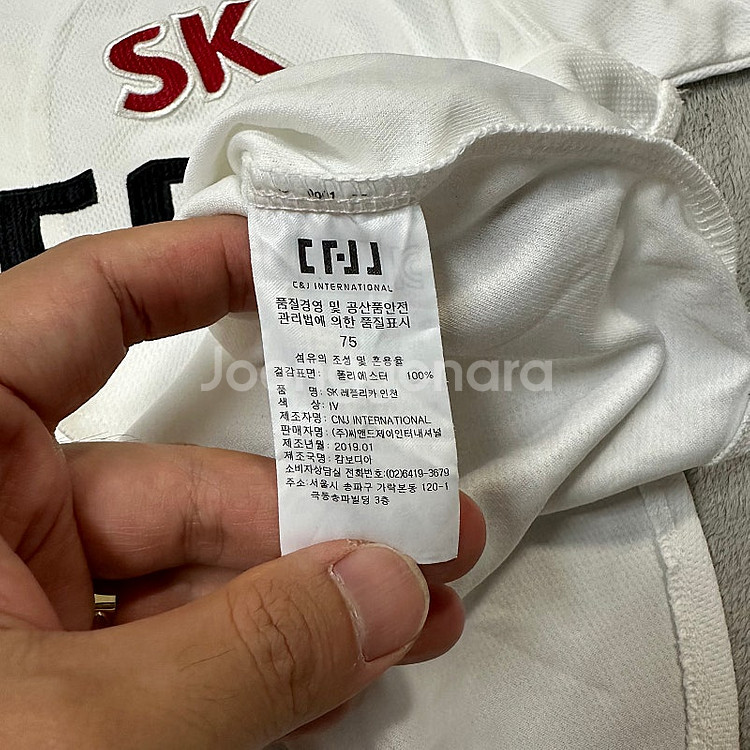 SK
C&J INTERNATIONAL
품질경영 및 공산품안전
관리법에 의한 품질표시
75
섬유의 조성 및 혼용율
겉감표면: 폴리에스터 100%
품 명: SK 레플리카 인천
색 상: IV
제조자명: CNJ INTERNATIONAL
판매자명: (주)씨앤드제이인터내셔널
제조년월: 2019.01
제조국명: 캄보디아
소비자상담실 전화번호:(02)6419-3679
주소: 서울시 송파구 가락본동 120-1
극동송파빌딩 3층